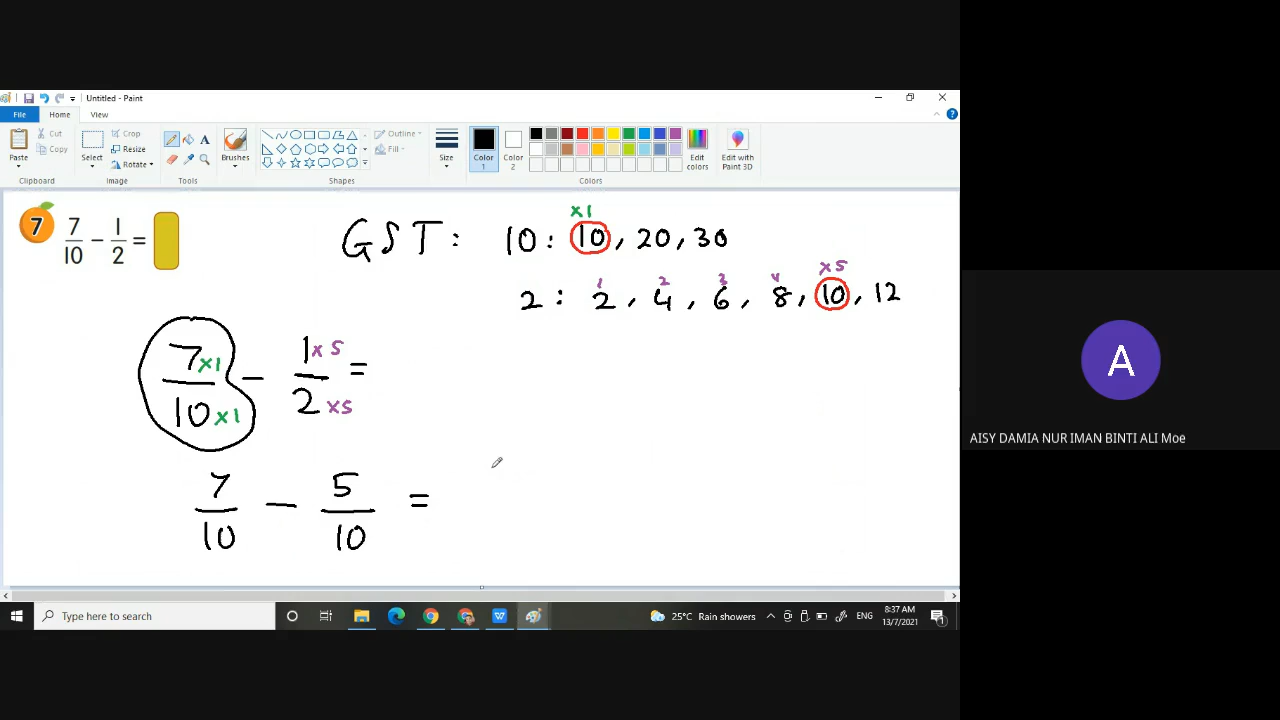 Untitled - Paint
File Home View
Paste
Cut
Copy
Clipboard
Select
Crop
Resize
Rotate
Image
Tools
Brushes
Shapes
Outline
Fill
Size
Color 1
Color 2
Edit colors
Edit with Paint 3D
Colors
7 7/10 - 1/2 =
GST :
x1
10 : 10 , 20 , 30
1 2 3 4 x5
2 : 2 , 4 , 6 , 8 , 10 , 12
7x1/10x1 - 1x5/2x5 =
7/10 - 5/10 =
A
AISY DAMIA NUR IMAN BINTI ALI Moe
Type here to search
25°C Rain showers
ENG
8:37 AM
13/7/2021